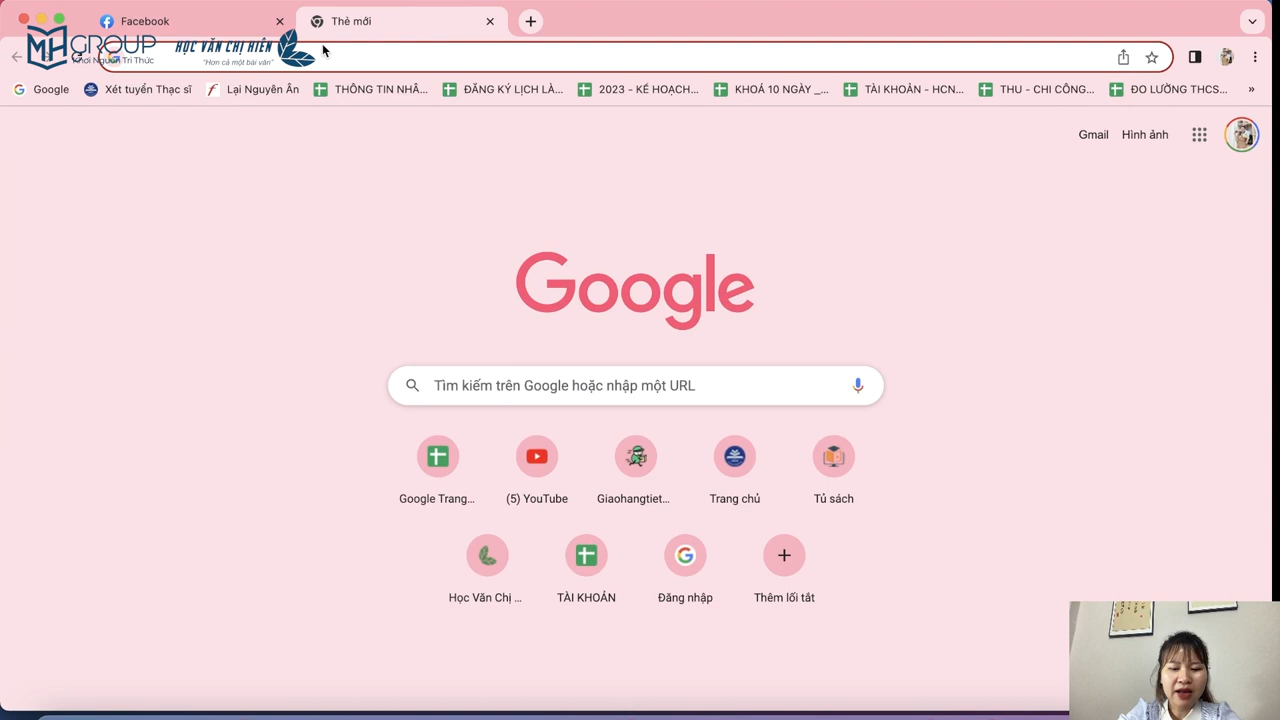 Facebook
Thẻ mới
MH GROUP
Khơi Nguồn Tri Thức
HỌC VĂN CHỊ HIÊN
"Hơn cả một bài văn"
Google
Xét tuyển Thạc sĩ
Lại Nguyên Ân
THÔNG TIN NHÂ...
ĐĂNG KÝ LỊCH LÀ...
2023 - KẾ HOẠCH...
KHOÁ 10 NGÀY _...
TÀI KHOẢN - HCN...
THU - CHI CÔNG...
ĐO LƯỜNG THCS...
»
Gmail
Hình ảnh
Google
Tìm kiếm trên Google hoặc nhập một URL
Google Trang...
(5) YouTube
Giaohangtiet...
Trang chủ
Tủ sách
Học Văn Chị ...
TÀI KHOẢN
Đăng nhập
Thêm lối tắt